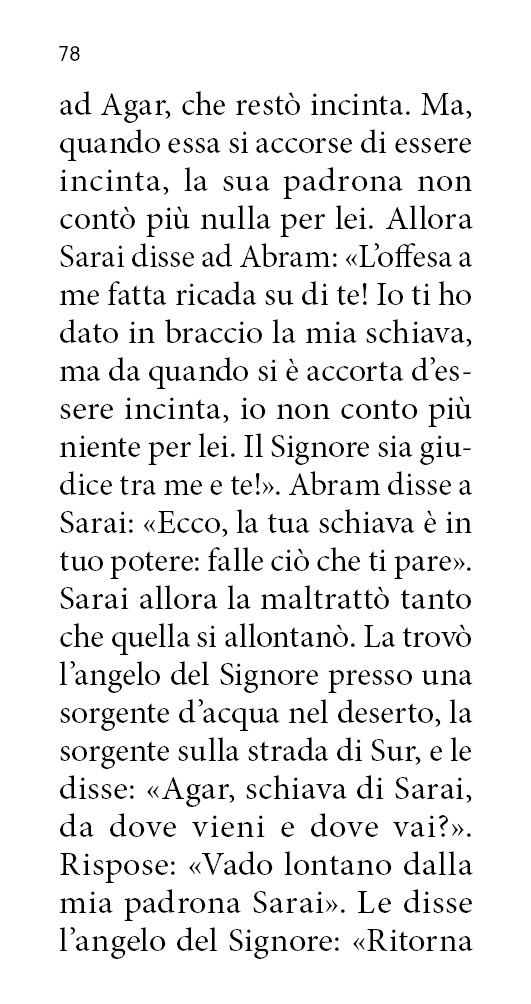 78
ad Agar, che restò incinta. Ma,
quando essa si accorse di essere
incinta, la sua padrona non
contò più nulla per lei. Allora
Sarai disse ad Abram: «L’offesa a
me fatta ricada su di te! Io ti ho
dato in braccio la mia schiava,
ma da quando si è accorta d’es-
sere incinta, io non conto più
niente per lei. Il Signore sia giu-
dice tra me e te!». Abram disse a
Sarai: «Ecco, la tua schiava è in
tuo potere: falle ciò che ti pare».
Sarai allora la maltrattò tanto
che quella si allontanò. La trovò
l’angelo del Signore presso una
sorgente d’acqua nel deserto, la
sorgente sulla strada di Sur, e le
disse: «Agar, schiava di Sarai,
da dove vieni e dove vai?».
Rispose: «Vado lontano dalla
mia padrona Sarai». Le disse
l’angelo del Signore: «Ritorna